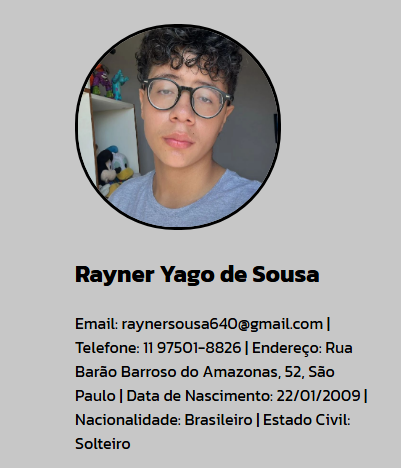 Rayner Yago de Sousa
Email: raynersousa640@gmail.com |
Telefone: 11 97501-8826 | Endereço: Rua
Barão Barroso do Amazonas, 52, São
Paulo | Data de Nascimento: 22/01/2009 |
Nacionalidade: Brasileiro | Estado Civil:
Solteiro